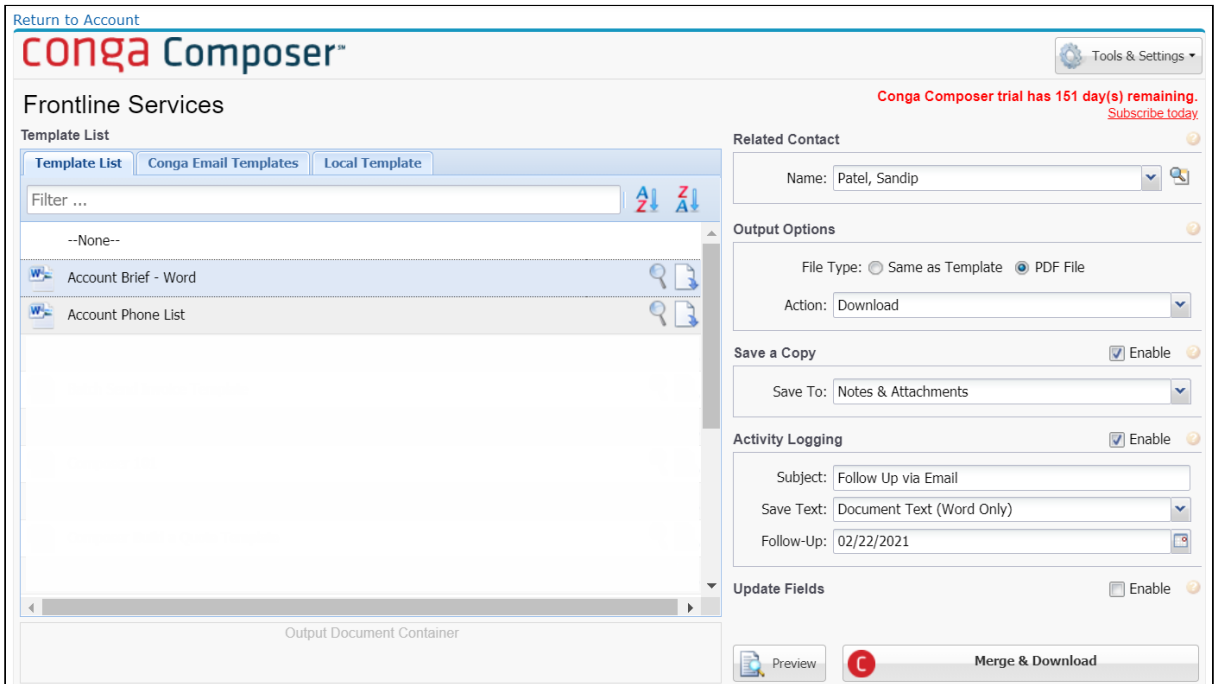 Return to Account
conga Composer™
Tools & Settings
Frontline Services
Conga Composer trial has 151 day(s) remaining.
Subscribe today
Template List
Template List
Conga Email Templates
Local Template
Filter ...
A
Z
Z
A
--None--
Account Brief - Word
Account Phone List
Output Document Container
Related Contact
Name: Patel, Sandip
Output Options
File Type: Same as Template PDF File
Action: Download
Save a Copy Enable
Save To: Notes & Attachments
Activity Logging Enable
Subject: Follow Up via Email
Save Text: Document Text (Word Only)
Follow-Up: 02/22/2021
Update Fields Enable
Preview
C Merge & Download